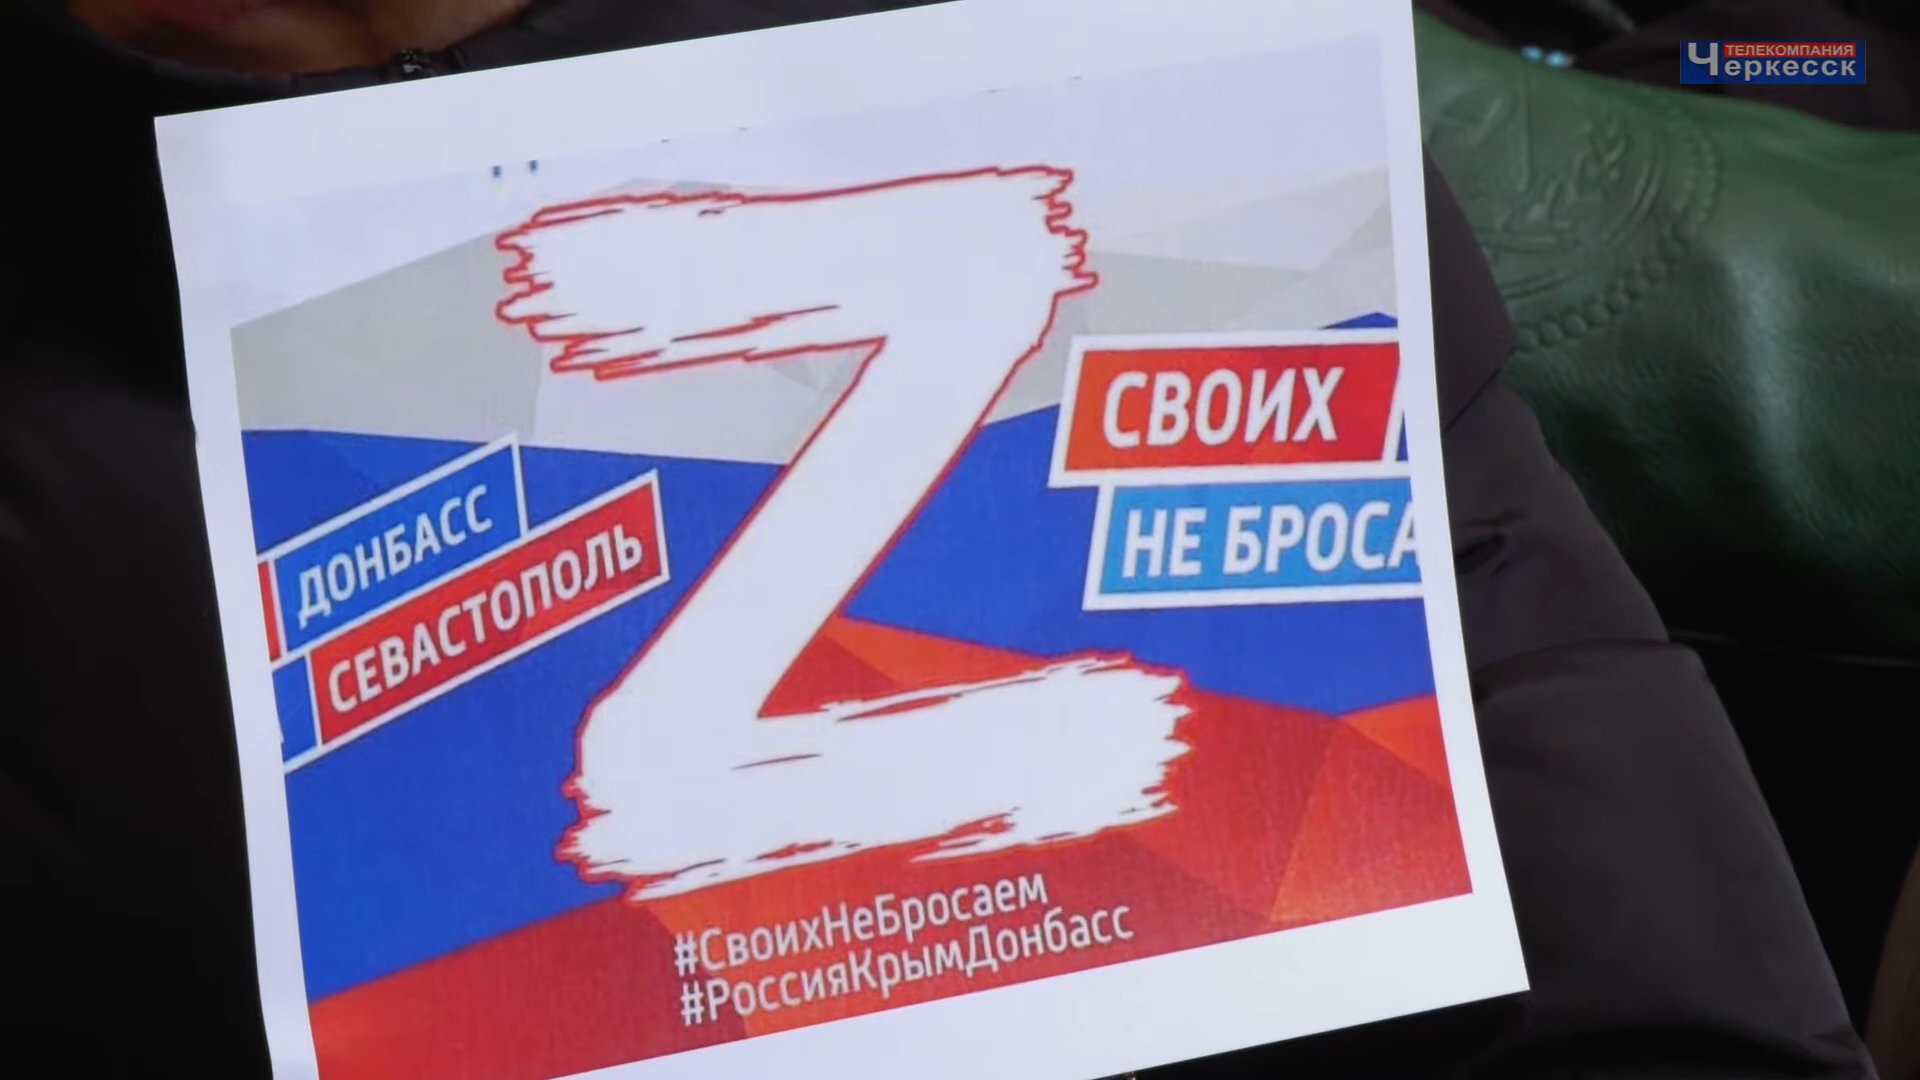 ТЕЛЕКОМПАНИЯ
Черкесск
Z
ДОНБАСС
СЕВАСТОПОЛЬ
СВОИХ
НЕ БРОСА
#СвоихНеБросаем
#РоссияКрымДонбасс